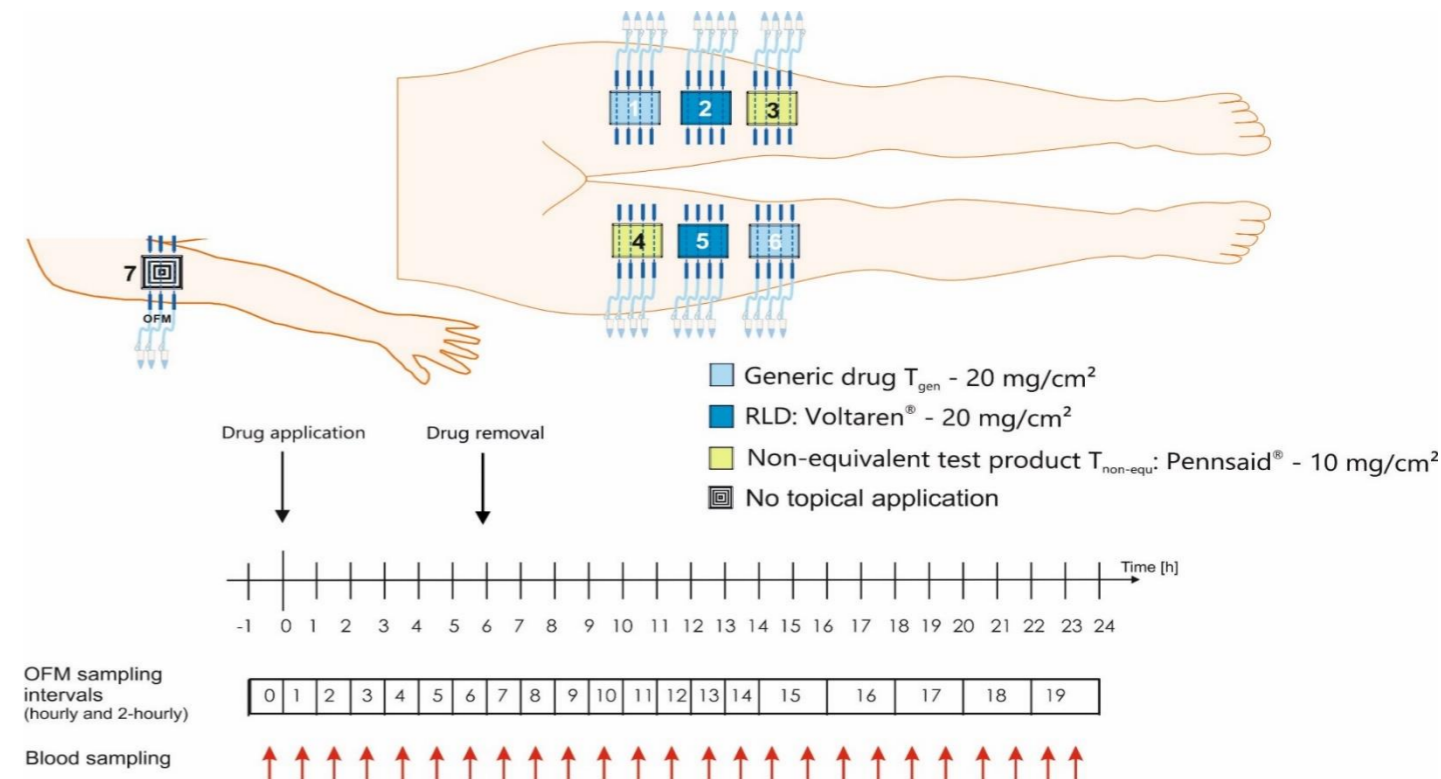 1 2 3
4 5 6
7
OFM
Generic drug Tgen - 20 mg/cm²
RLD: Voltaren® - 20 mg/cm²
Non-equivalent test product Tnon-equ: Pennsaid® - 10 mg/cm²
No topical application
Drug application Drug removal
Time [h]
-1 0 1 2 3 4 5 6 7 8 9 10 11 12 13 14 15 16 17 18 19 20 21 22 23 24
OFM sampling
intervals
(hourly and 2-hourly)
0 1 2 3 4 5 6 7 8 9 10 11 12 13 14 15 16 17 18 19
Blood sampling